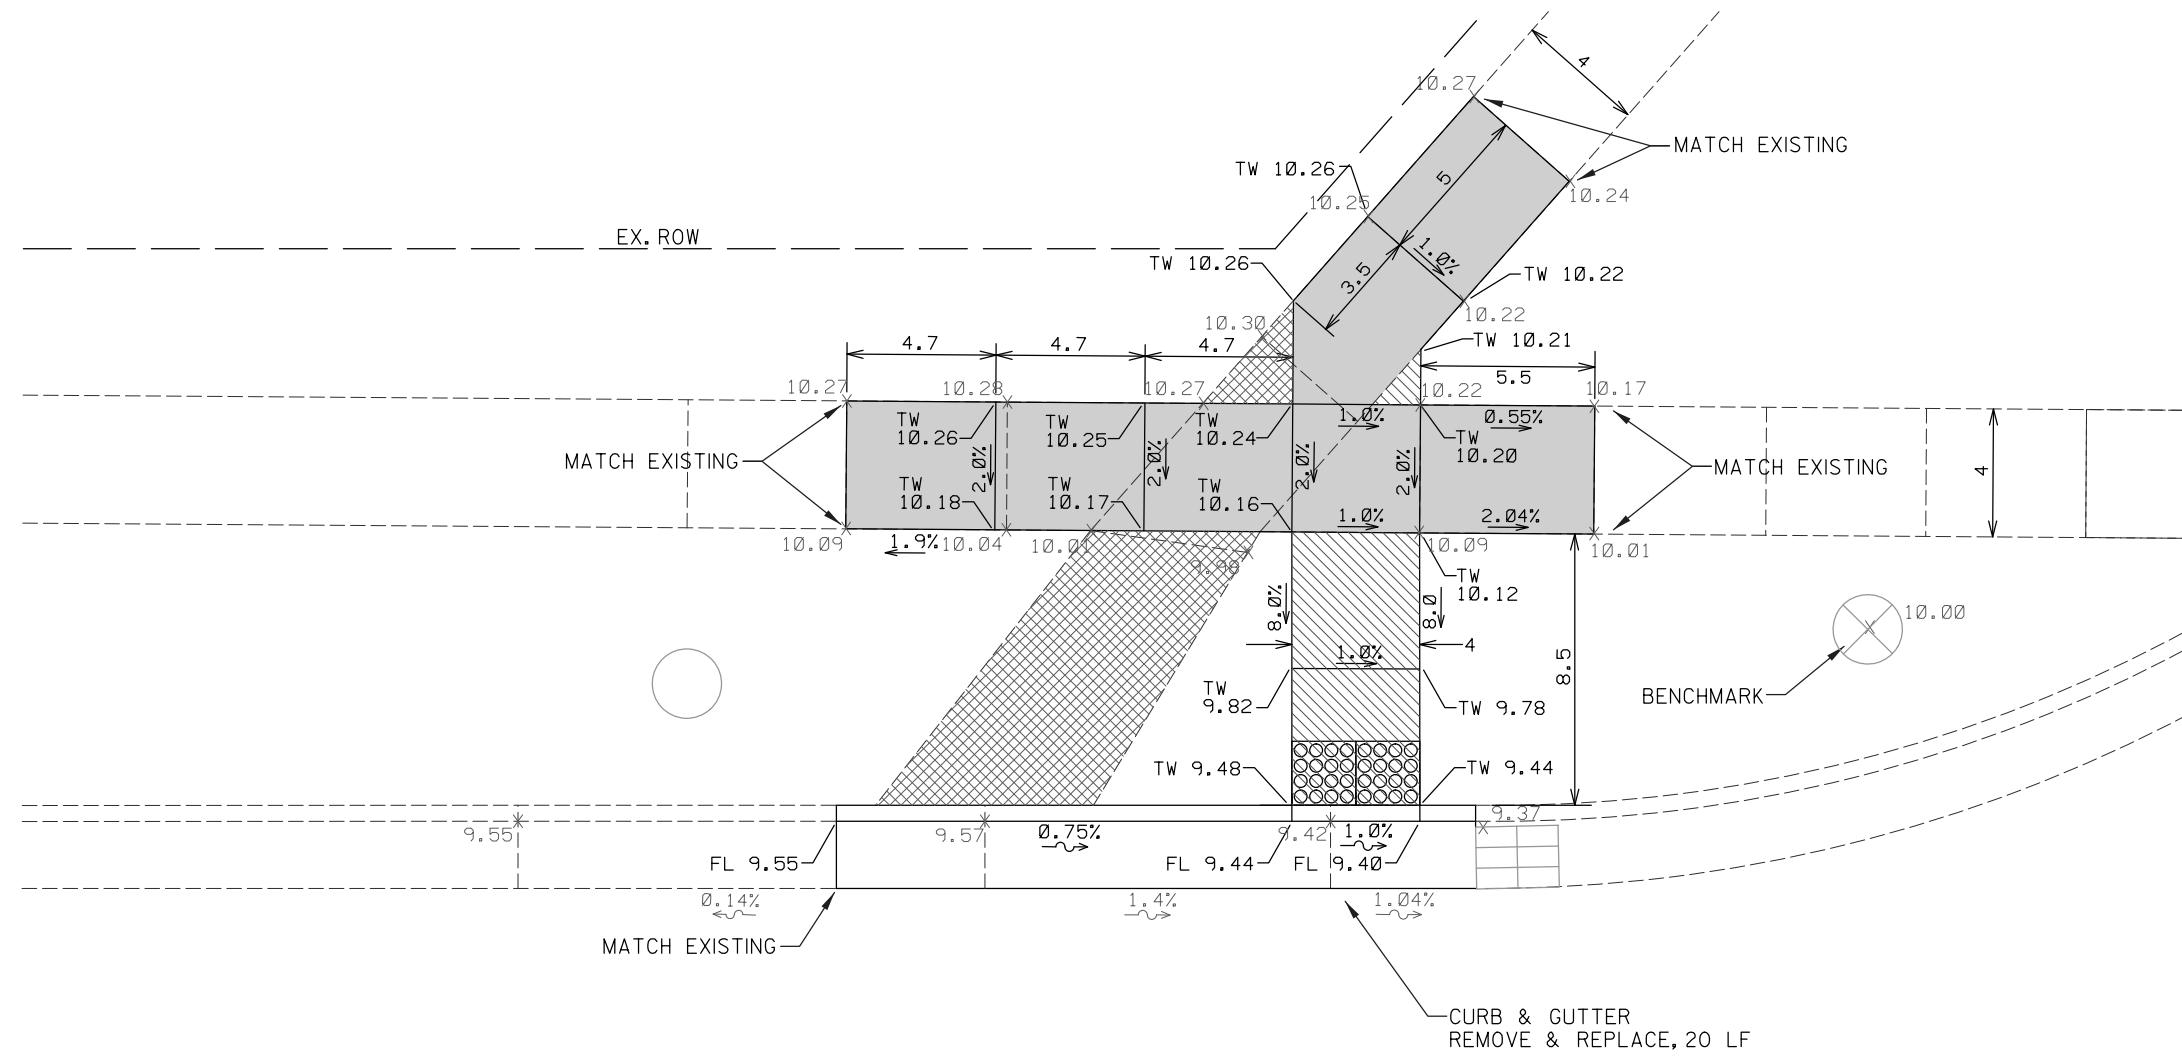 4
10.27
MATCH EXISTING
TW 10.26
5
10.24
10.25
EX. ROW
1.0%
TW 10.26
TW 10.22
3.5
10.22
10.30
4.7
4.7
4.7
TW 10.21
5.5
10.27
10.28
10.27
10.22
10.17
TW
10.26
TW
10.25
TW
10.24
1.0%
0.55%
TW
10.20
MATCH EXISTING
2.0%
2.0%
2.0%
2.0%
MATCH EXISTING
4
TW
10.18
TW
10.17
TW
10.16
1.0%
2.04%
10.09
1.9%
10.04
10.01
10.09
10.01
9.98
TW
10.12
8.0%
8.0
10.00
4
1.0%
8.5
TW
9.82
TW 9.78
BENCHMARK
TW 9.48
TW 9.44
9.37
9.55
9.57
0.75%
9.42
1.0%
FL 9.55
FL 9.44
FL 9.40
0.14%
1.4%
1.04%
MATCH EXISTING
CURB & GUTTER
REMOVE & REPLACE, 20 LF